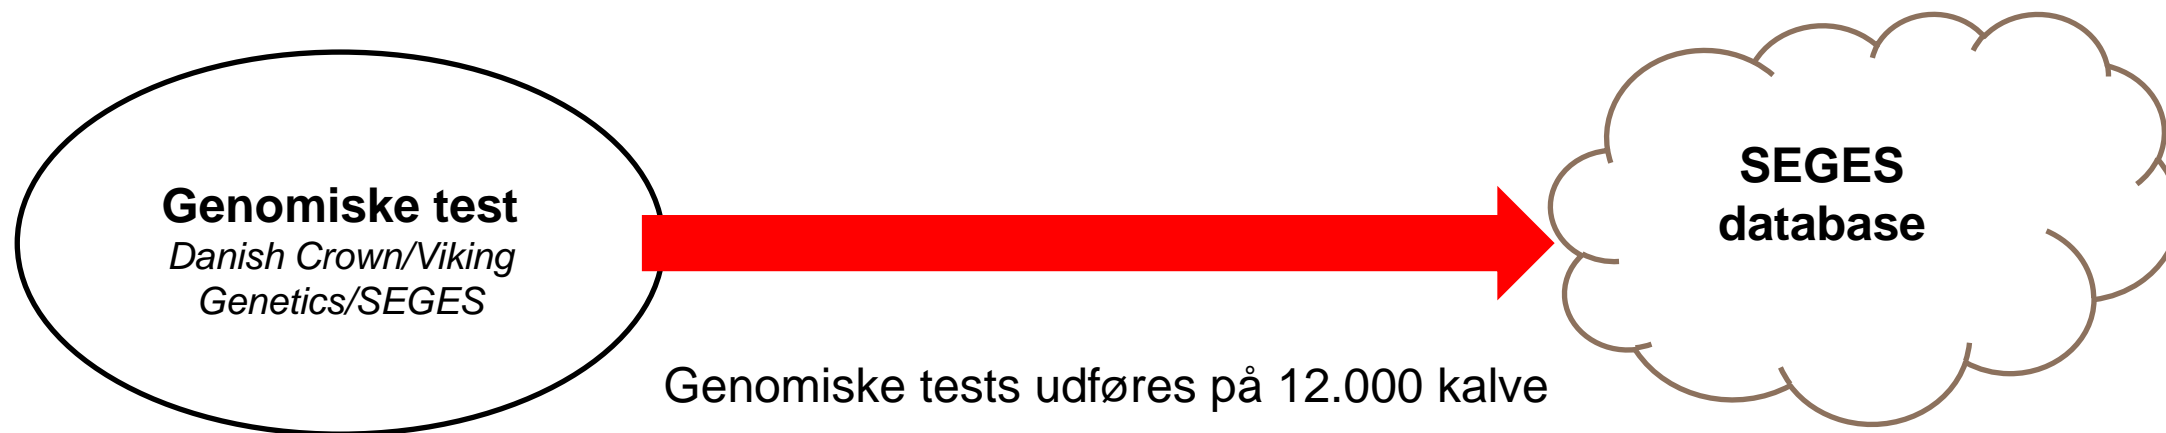 Genomiske test
Danish Crown/Viking
Genetics/SEGES
SEGES
database
Genomiske tests udføres på 12.000 kalve